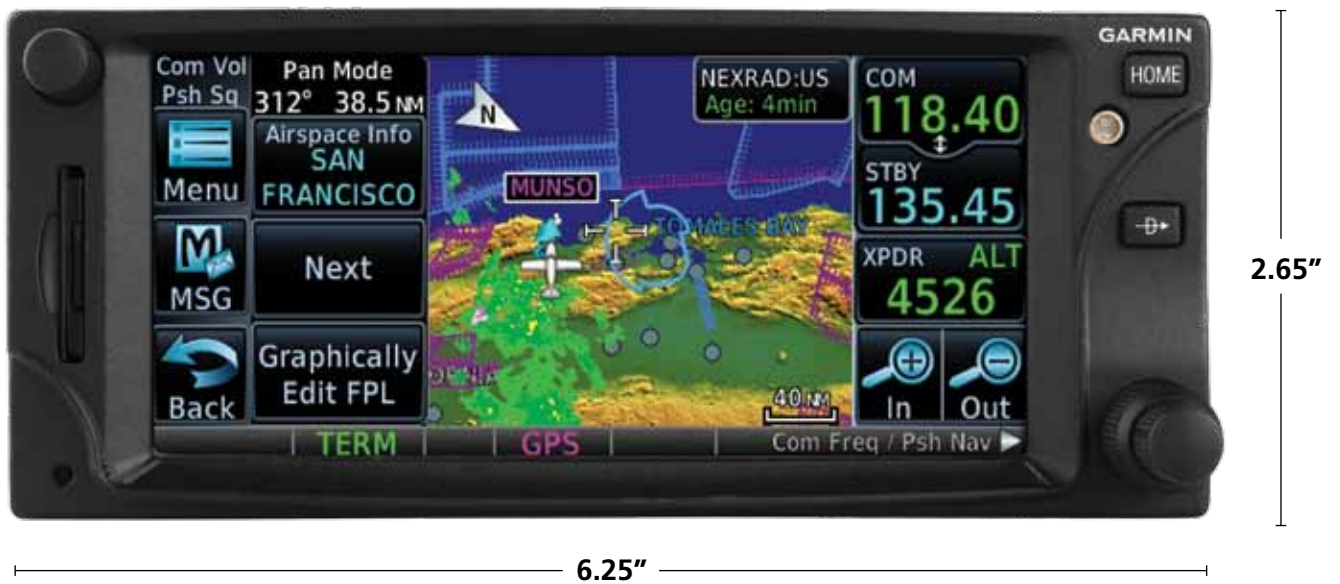 GARMIN
HOME
Com Vol
Psh Sq
Pan Mode
312° 38.5 NM
Menu
Airspace Info
SAN
FRANCISCO
MSG
Next
Back
Graphically
Edit FPL
N
NEXRAD:US
Age: 4min
MUNSO
TOMALES BAY
40 NM
COM
118.40
STBY
135.45
XPDR ALT
4526
In
Out
D
TERM
GPS
Com Freq / Psh Nav
2.65"
6.25"